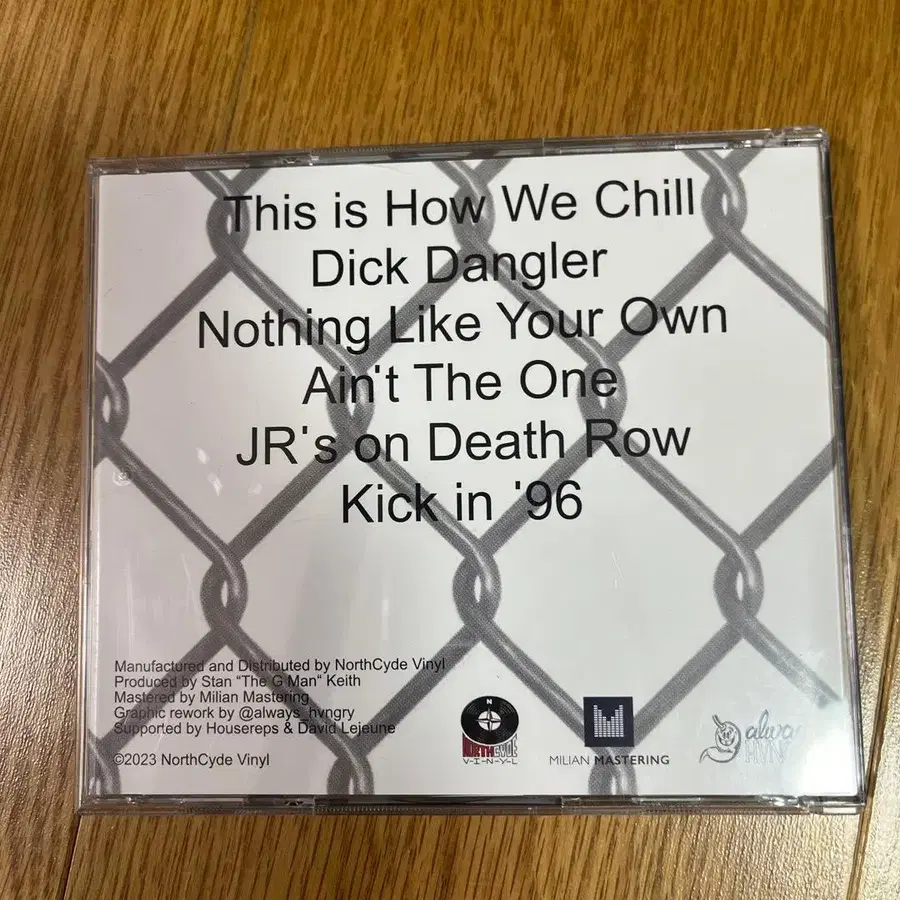 This is How We Chill
Dick Dangler
Nothing Like Your Own
Ain't The One
JR's on Death Row
Kick in '96
Manufactured and Distributed by NorthCyde Vinyl
Produced by Stan "The G Man" Keith
Mastered by Milian Mastering
Graphic rework by @always_hvngry
Supported by Housereps & David Lejeune
©2023 NorthCyde Vinyl
N
NORTHCYDE
V-I-N-Y-L
MILIAN MASTERING